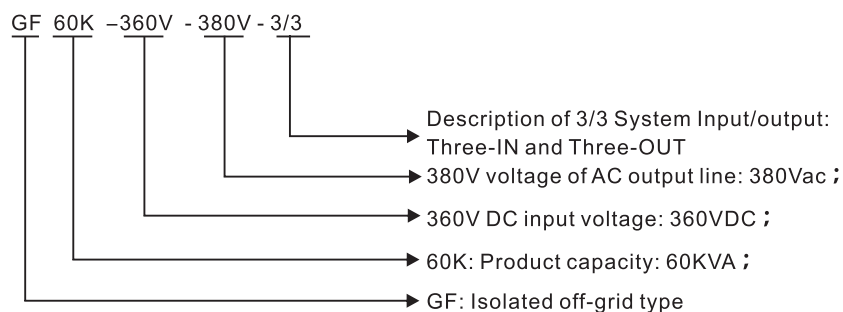 GF 60K –360V - 380V - 3/3
Description of 3/3 System Input/output:
Three-IN and Three-OUT
380V voltage of AC output line: 380Vac；
360V DC input voltage: 360VDC；
60K: Product capacity: 60KVA；
GF: Isolated off-grid type